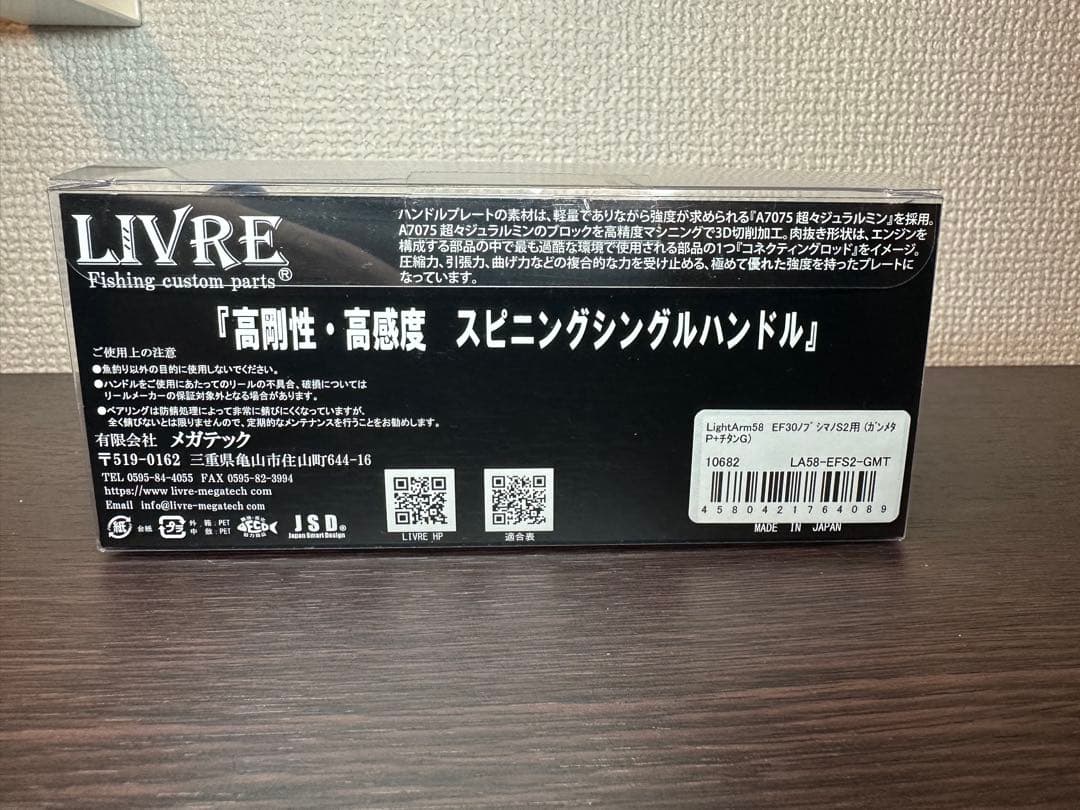 LIVRE
Fishing custom parts®
ハンドルプレートの素材は、軽量でありながら強度が求められる『A7075 超々ジュラルミン』を採用。
A7075 超々ジュラルミンのブロックを高精度マシニングで3D切削加工。肉抜き形状は、エンジンを
構成する部品の中で最も過酷な環境で使用される部品の1つ『コネクティングロッド』をイメージ。
圧縮力、引張力、曲げ力などの複合的な力を受け止める、極めて優れた強度を持ったプレートに
なっています。
『高剛性・高感度 スピニングシングルハンドル』
ご使用上の注意
●魚釣り以外の目的に使用しないでください。
●ハンドルをご使用にあたってのリールの不具合、破損については
リールメーカーの保証対象外となる場合があります。
●ベアリングは防錆処理によって非常に錆びにくくなっていますが、
全く錆びないとは限りませんので、定期的なメンテナンスを行うことをお勧めします。
有限会社 メガテック
〒519-0162 三重県亀山市住山町644-16
TEL 0595-84-4055 FAX 0595-82-3994
https://www.livre-megatech.com
Email info@livre-megatech.com
紙 台紙 プラ 外箱:PET
中敷:PET
JSD®
Japan Smart Design
LIVRE HP
適合表
LightArm58 EF30ノブ シマノS2用 (ガンメタ
P+チタンG)
10682 LA58-EFS2-GMT
4580421764089
MADE IN JAPAN